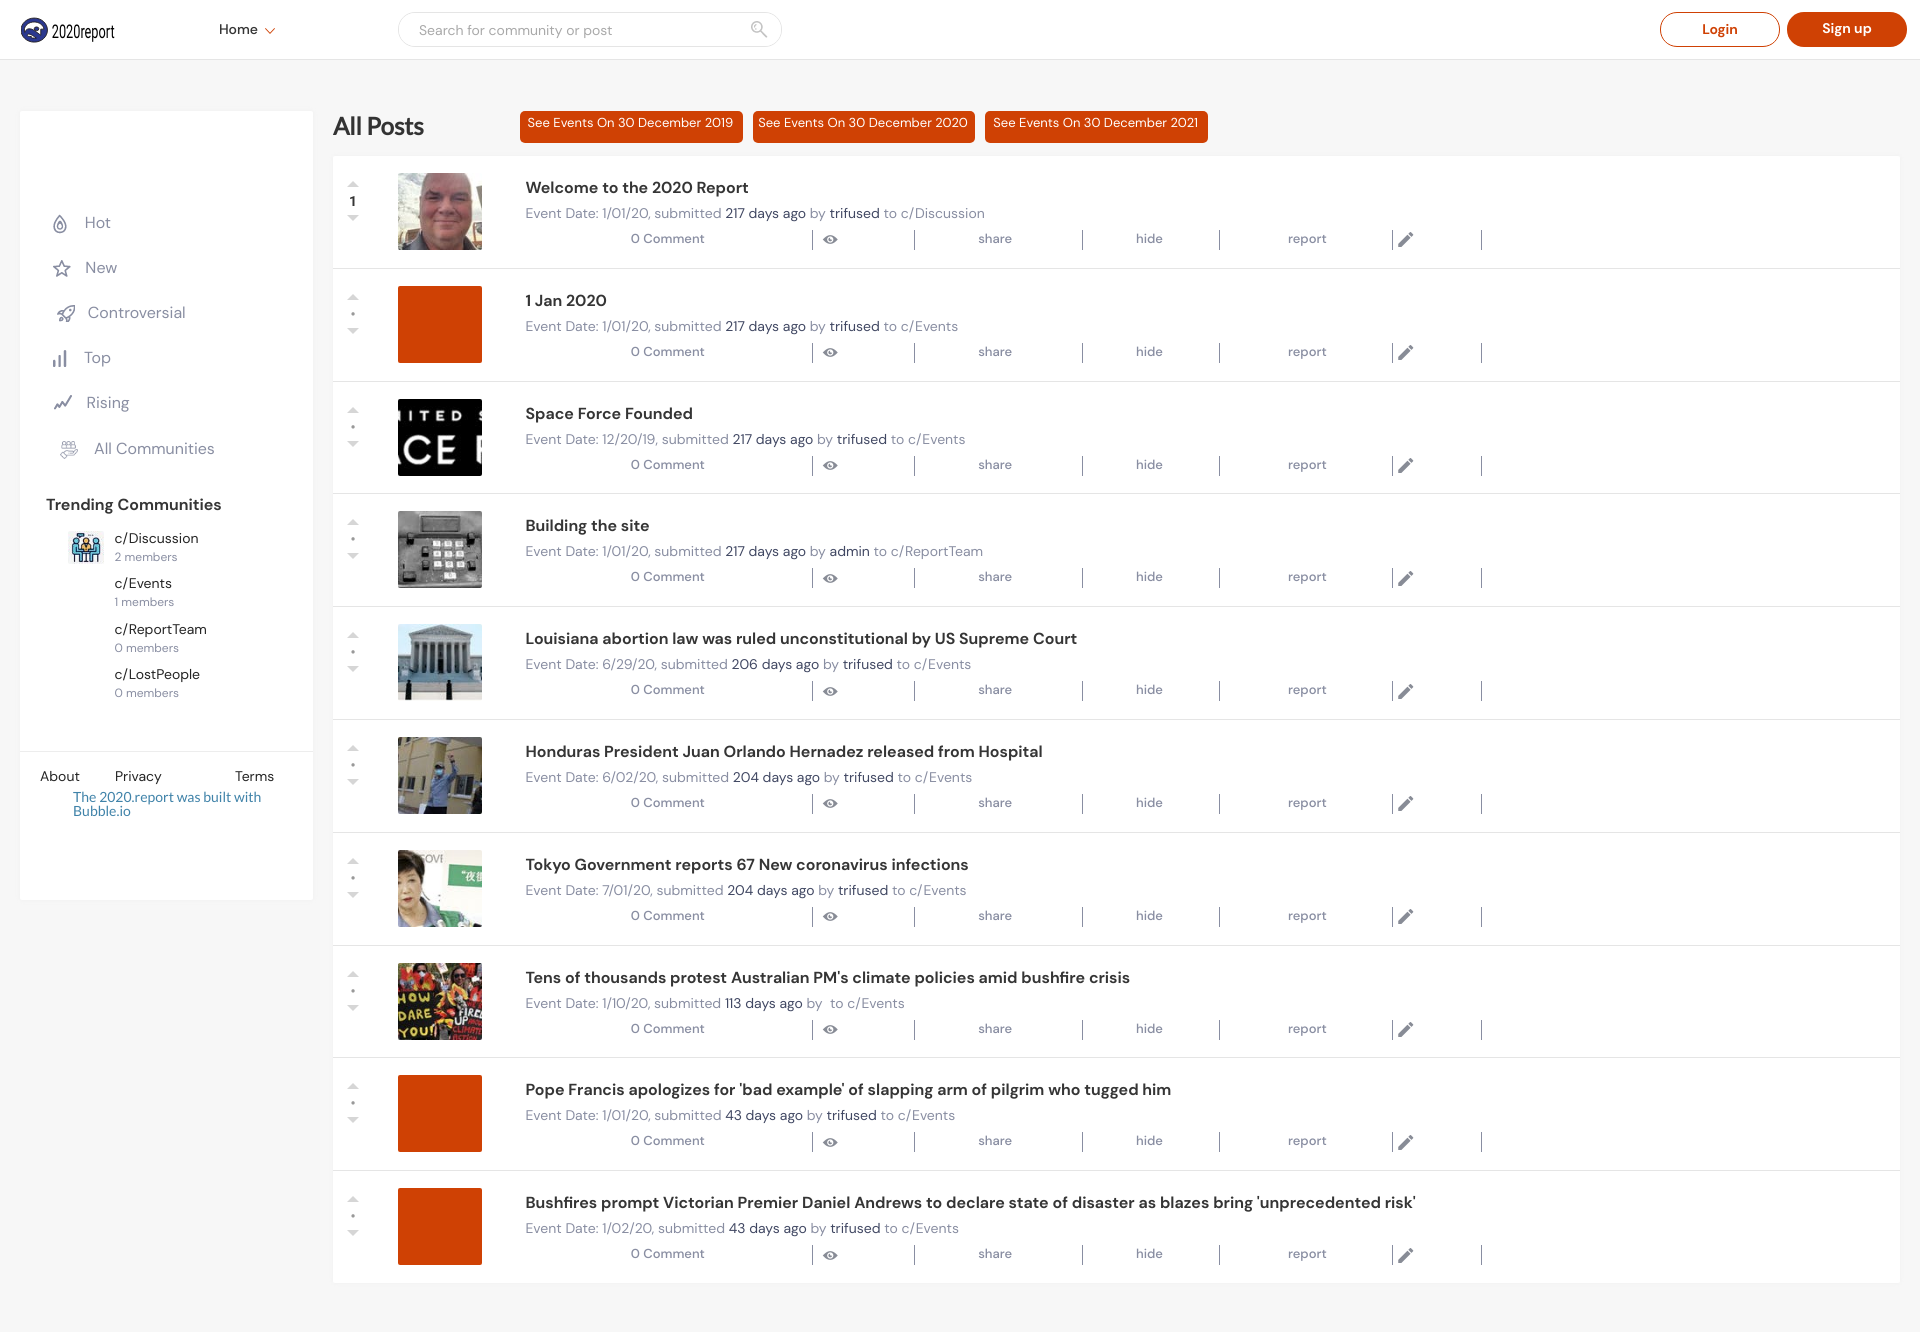 2020report
Home
Search for community or post
Login
Sign up
Hot
New
Controversial
Top
Rising
All Communities
Trending Communities
c/Discussion
2 members
c/Events
1 members
c/ReportTeam
0 members
c/LostPeople
0 members
About Privacy Terms
The 2020.report was built with
Bubble.io
All Posts
See Events On 30 December 2019
See Events On 30 December 2020
See Events On 30 December 2021
1
Welcome to the 2020 Report
Event Date: 1/01/20, submitted 217 days ago by trifused to c/Discussion
0 Comment share hide report
1 Jan 2020
Event Date: 1/01/20, submitted 217 days ago by trifused to c/Events
0 Comment share hide report
NITED S
ACE F
Space Force Founded
Event Date: 12/20/19, submitted 217 days ago by trifused to c/Events
0 Comment share hide report
Building the site
Event Date: 1/01/20, submitted 217 days ago by admin to c/ReportTeam
0 Comment share hide report
Louisiana abortion law was ruled unconstitutional by US Supreme Court
Event Date: 6/29/20, submitted 206 days ago by trifused to c/Events
0 Comment share hide report
Honduras President Juan Orlando Hernadez released from Hospital
Event Date: 6/02/20, submitted 204 days ago by trifused to c/Events
0 Comment share hide report
Tokyo Government reports 67 New coronavirus infections
Event Date: 7/01/20, submitted 204 days ago by trifused to c/Events
0 Comment share hide report
HOW
DARE
YOU!!
Tens of thousands protest Australian PM's climate policies amid bushfire crisis
Event Date: 1/10/20, submitted 113 days ago by to c/Events
0 Comment share hide report
Pope Francis apologizes for 'bad example' of slapping arm of pilgrim who tugged him
Event Date: 1/01/20, submitted 43 days ago by trifused to c/Events
0 Comment share hide report
Bushfires prompt Victorian Premier Daniel Andrews to declare state of disaster as blazes bring 'unprecedented risk'
Event Date: 1/02/20, submitted 43 days ago by trifused to c/Events
0 Comment share hide report